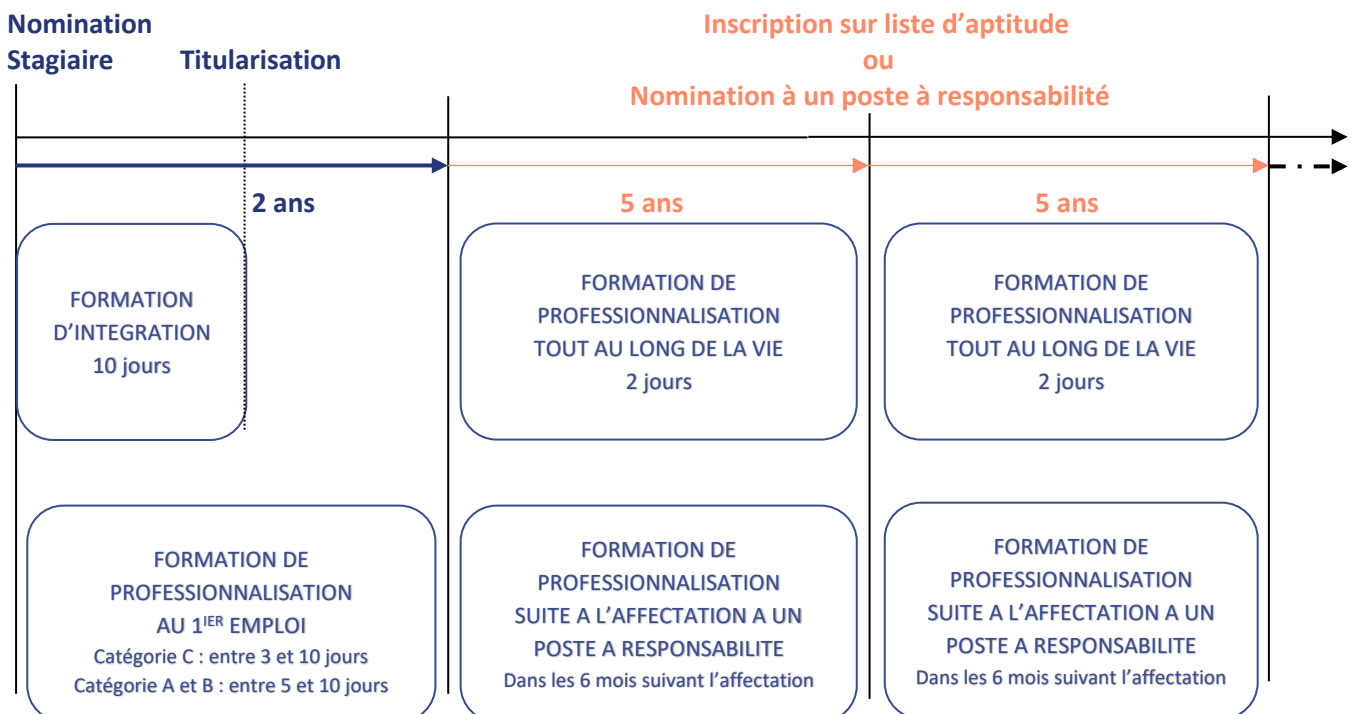 Nomination
Stagiaire
Titularisation
Inscription sur liste d’aptitude
ou
Nomination à un poste à responsabilité
2 ans
5 ans
5 ans
FORMATION
D’INTEGRATION
10 jours
FORMATION DE
PROFESSIONNALISATION
TOUT AU LONG DE LA VIE
2 jours
FORMATION DE
PROFESSIONNALISATION
TOUT AU LONG DE LA VIE
2 jours
FORMATION DE
PROFESSIONNALISATION
AU 1IER EMPLOI
Catégorie C : entre 3 et 10 jours
Catégorie A et B : entre 5 et 10 jours
FORMATION DE
PROFESSIONNALISATION
SUITE A L’AFFECTATION A UN
POSTE A RESPONSABILITE
Dans les 6 mois suivant l’affectation
FORMATION DE
PROFESSIONNALISATION
SUITE A L’AFFECTATION A UN
POSTE A RESPONSABILITE
Dans les 6 mois suivant l’affectation